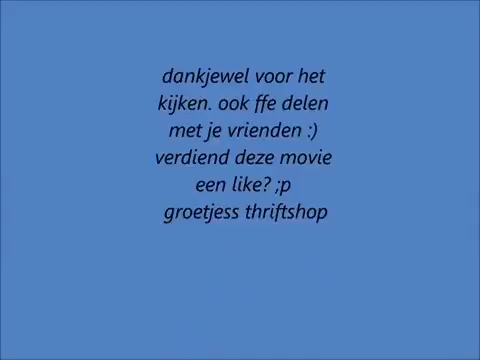 dankjewel voor het
kijken. ook ffe delen
met je vrienden :)
verdiend deze movie
een like? ;p
groetjess thriftshop